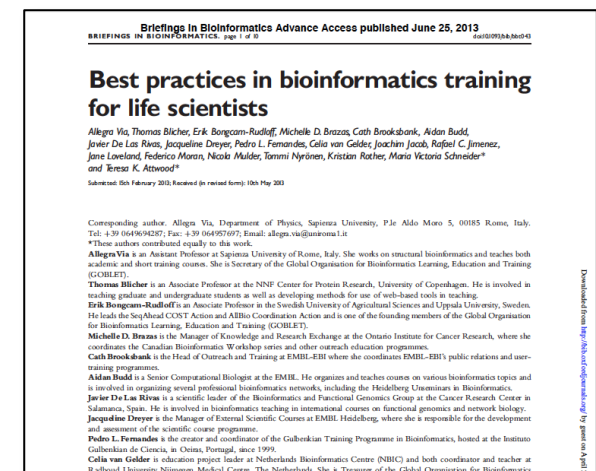 Briefings in Bioinformatics Advance Access published June 25, 2013
BRIEFINGS IN BIOINFORMATICS. page 1 of 10
doi:10.1093/bib/bbt043
Best practices in bioinformatics training
for life scientists
Allegra Via, Thomas Blicher, Erik Bongcam-Rudloff, Michelle D. Brazas, Cath Brooksbank, Aidan Budd,
Javier De Las Rivas, Jacqueline Dreyer, Pedro L. Fernandes, Celia van Gelder, Joachim Jacob, Rafael C. Jimenez,
Jane Loveland, Federico Moran, Nicola Mulder, Tommi Nyrönen, Kristian Rother, Maria Victoria Schneider*
and Teresa K. Attwood*
Submitted: 15th February 2013; Received (in revised form): 10th May 2013
Corresponding author. Allegra Via, Department of Physics, Sapienza University, P.le Aldo Moro 5, 00185 Rome, Italy.
Tel: +39 0649694287; Fax: +39 064957697; Email: allegra.via@uniroma1.it
*These authors contributed equally to this work.
Allegra Via is an Assistant Professor at Sapienza University of Rome, Italy. She works on structural bioinformatics and teaches both
academic and short training courses. She is Secretary of the Global Organisation for Bioinformatics Learning, Education and Training
(GOBLET).
Thomas Blicher is Associate Professor at the NNF Center for Protein Research, University of Copenhagen. He is involved in
teaching graduate and undergraduate students as well as developing methods for use of web-based tools in teaching.
Erik Bongcam-Rudloff is an Associate Professor in the Swedish University of Agricultural Sciences and Uppsala University, Sweden.
He leads the SeqAhead COST Action and AllBio Coordination Action and is one of the founding members of the Global Organisation
for Bioinformatics Learning, Education and Training (GOBLET).
Michelle D. Brazas is the Manager of Knowledge and Research Exchange at the Ontario Institute for Cancer Research, where she
coordinates the Canadian Bioinformatics Workshop series and other outreach education programmes.
Cath Brooksbank is the Head of Outreach and Training at EMBL-EBI where she coordinates EMBL-EBI's public relations and user-
training programmes.
Aidan Budd is a Senior Computational Biologist at the EMBL. He organizes and teaches courses on various bioinformatics topics and
is involved in organising several professional bioinformatics networks, including the Heidelberg Unseminars in Bioinformatics.
Javier De Las Rivas is a scientific leader of the Bioinformatics and Functional Genomics Group at the Cancer Research Center in
Salamanca, Spain. He is involved in bioinformatics teaching in international courses on functional genomics and network biology.
Jacqueline Dreyer is the Manager of External Scientific Courses at EMBL Heidelberg, where she is responsible for the development
and assessment of the scientific course programme.
Pedro L. Fernandes is the creator and coordinator of the Gulbenkian Training Programme in Bioinformatics, hosted at the Instituto
Gulbenkian de Ciencia, in Oeiras, Portugal, since 1999.
Celia van Gelder is education project leader at Netherlands Bioinformatics Centre (NBIC) and both coordinator and teacher at
Radboud University Nijmegen Medical Centre, The Netherlands. She is Treasurer of the Global Organisation for Bioinformatics
Downloaded from http://bib.oxfordjournals.org/ by guest on April